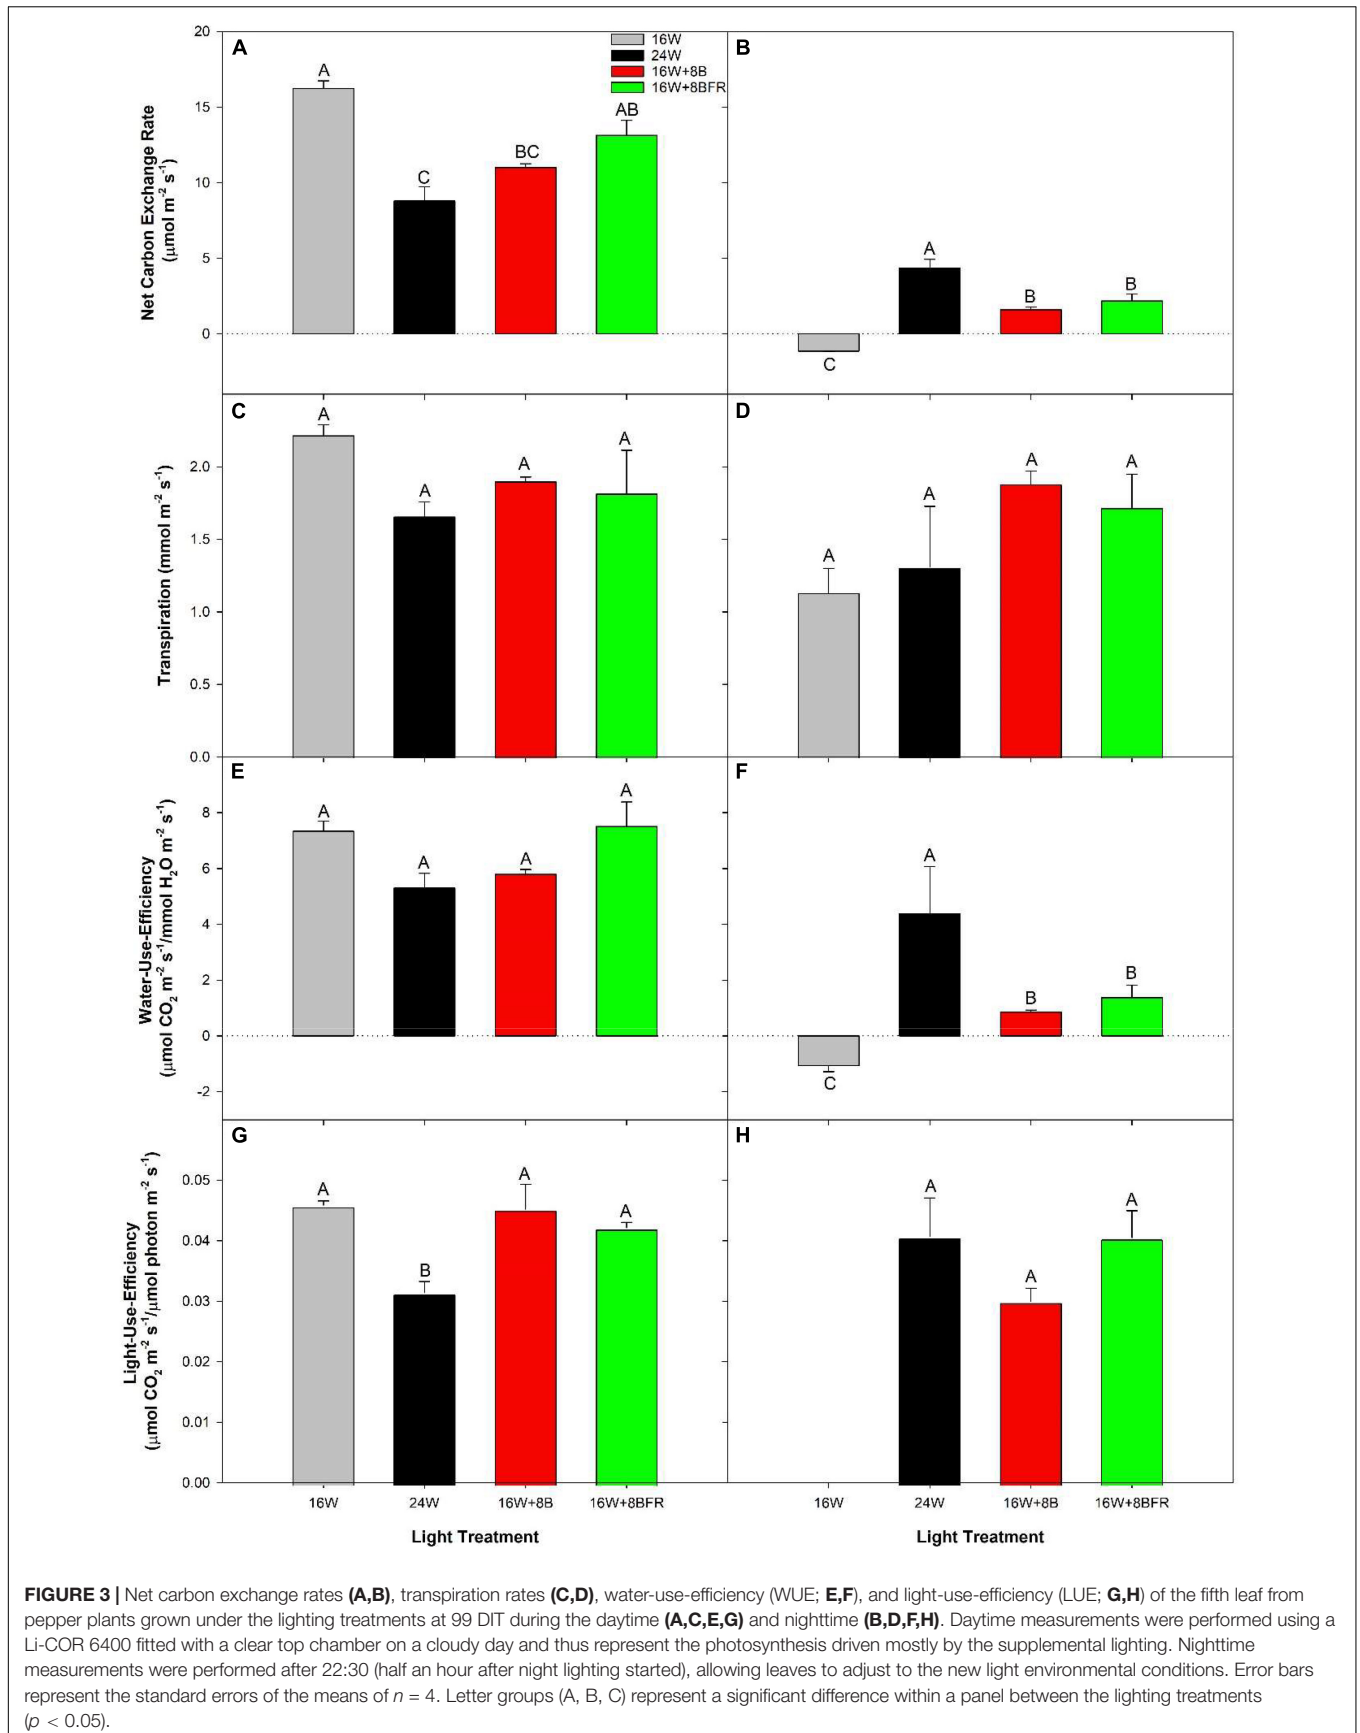 A
16W
24W
16W+8B
16W+8BFR
B
20
15
10
5
0
Net Carbon Exchange Rate
(μmol m⁻² s⁻¹)
A
C
BC
AB
C
A
B
B
C
D
2.0
1.5
1.0
0.5
0.0
Transpiration (mmol m⁻² s⁻¹)
A
A
A
A
A
A
A
A
E
F
8
6
4
2
0
-2
Water-Use-Efficiency
(μmol CO₂ m⁻² s⁻¹/mmol H₂O m⁻² s⁻¹)
A
A
A
A
C
A
B
B
G
H
0.05
0.04
0.03
0.02
0.01
0.00
Light-Use-Efficiency
(μmol CO₂ m⁻² s⁻¹/μmol photon m⁻² s⁻¹)
A
B
A
A
A
A
A
16W 24W 16W+8B 16W+8BFR 16W 24W 16W+8B 16W+8BFR
Light Treatment Light Treatment
FIGURE 3 | Net carbon exchange rates (A,B), transpiration rates (C,D), water-use-efficiency (WUE; E,F), and light-use-efficiency (LUE; G,H) of the fifth leaf from
pepper plants grown under the lighting treatments at 99 DIT during the daytime (A,C,E,G) and nighttime (B,D,F,H). Daytime measurements were performed using a
Li-COR 6400 fitted with a clear top chamber on a cloudy day and thus represent the photosynthesis driven mostly by the supplemental lighting. Nighttime
measurements were performed after 22:30 (half an hour after night lighting started), allowing leaves to adjust to the new light environmental conditions. Error bars
represent the standard errors of the means of n = 4. Letter groups (A, B, C) represent a significant difference within a panel between the lighting treatments
(p < 0.05).